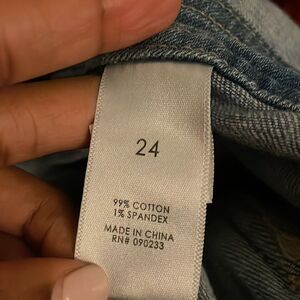 24
99% COTTON
1% SPANDEX
MADE IN CHINA
RN# 090233